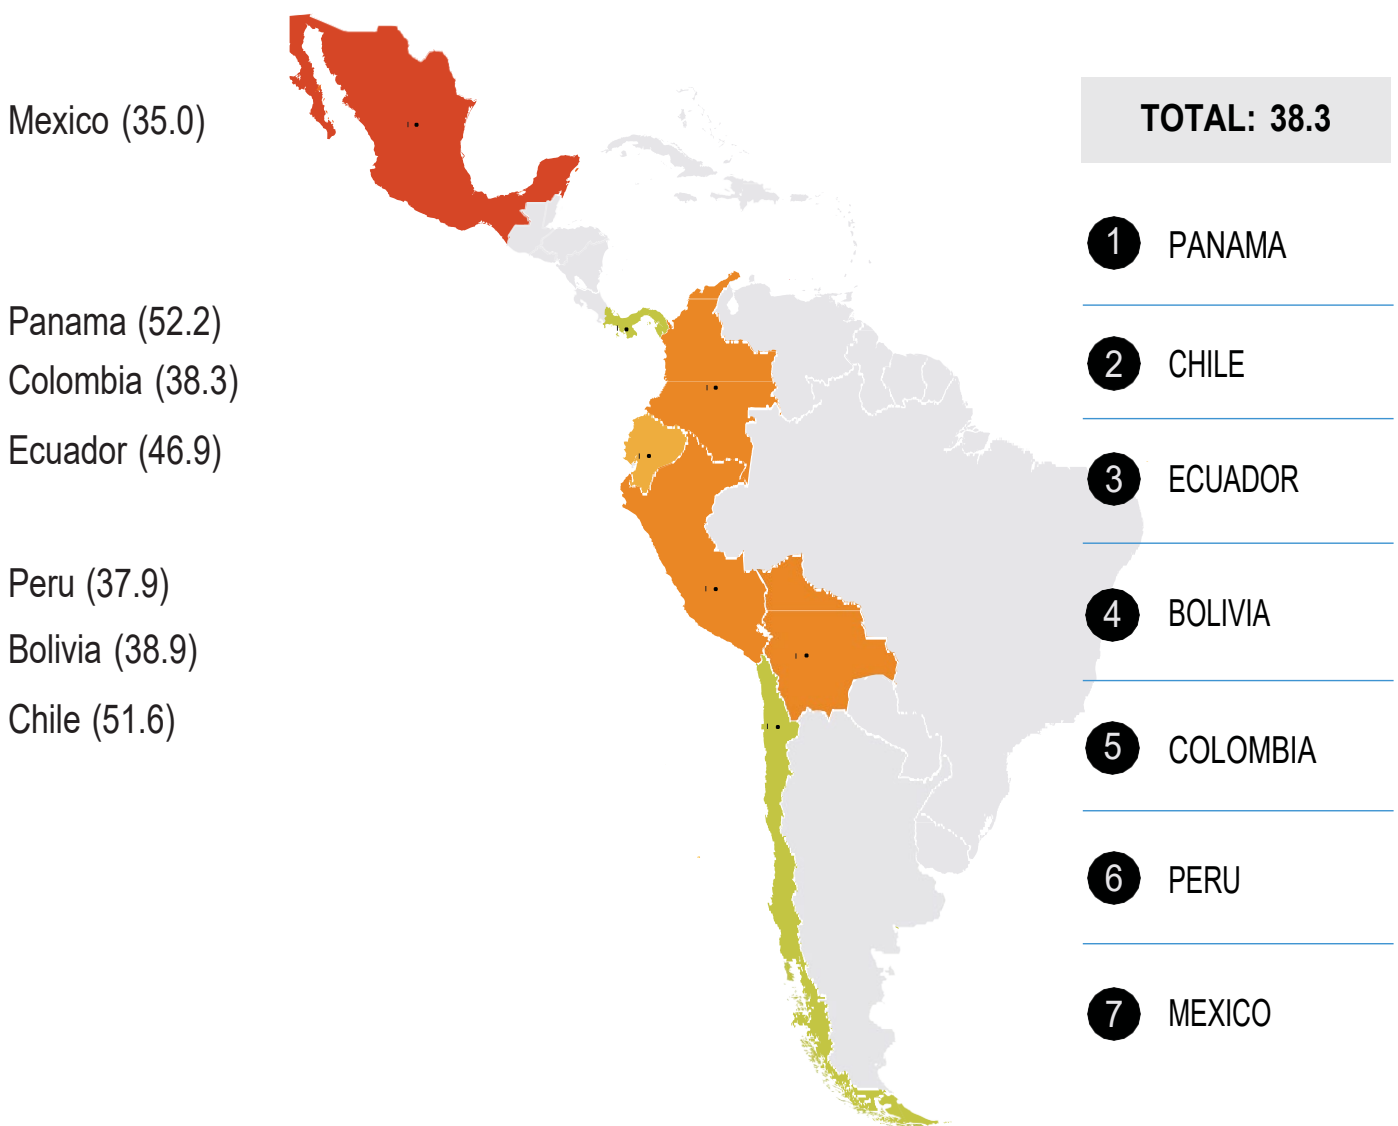 Mexico (35.0)
Panama (52.2)
Colombia (38.3)
Ecuador (46.9)
Peru (37.9)
Bolivia (38.9)
Chile (51.6)
TOTAL: 38.3
1 PANAMA
2 CHILE
3 ECUADOR
4 BOLIVIA
5 COLOMBIA
6 PERU
7 MEXICO